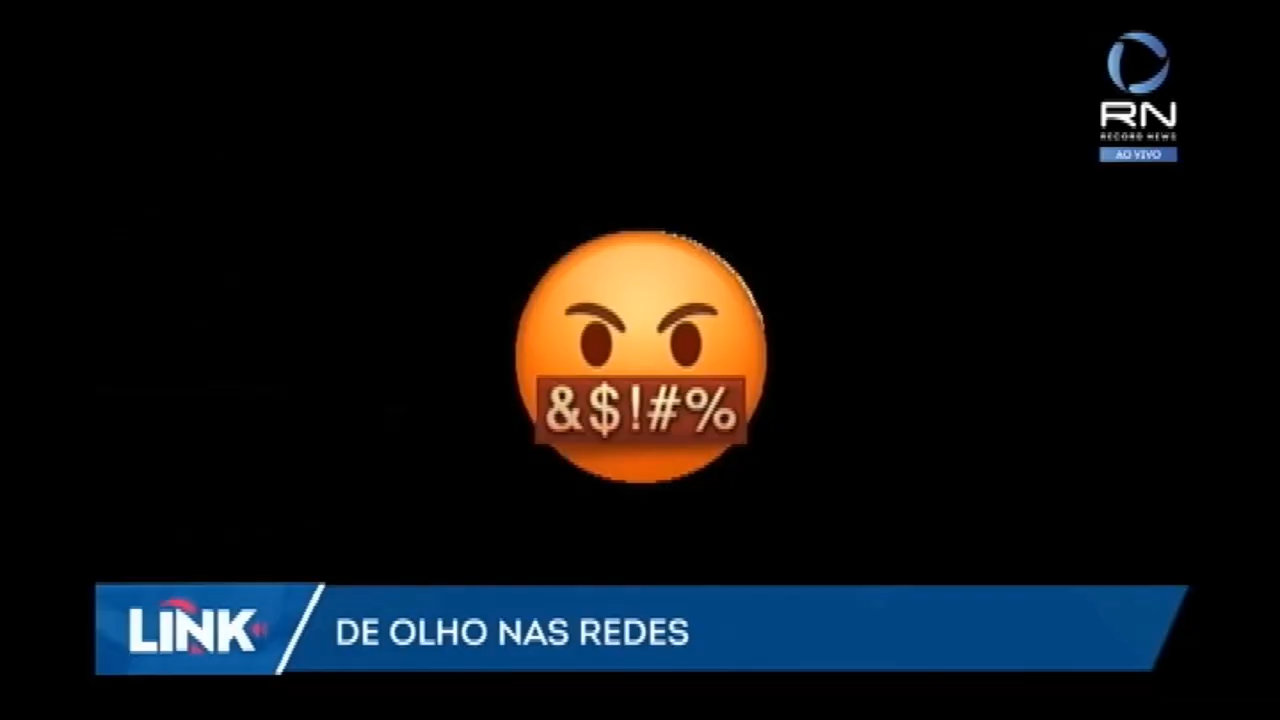 RN
RECORD NEWS
AO VIVO
&$!#%
LINK
DE OLHO NAS REDES